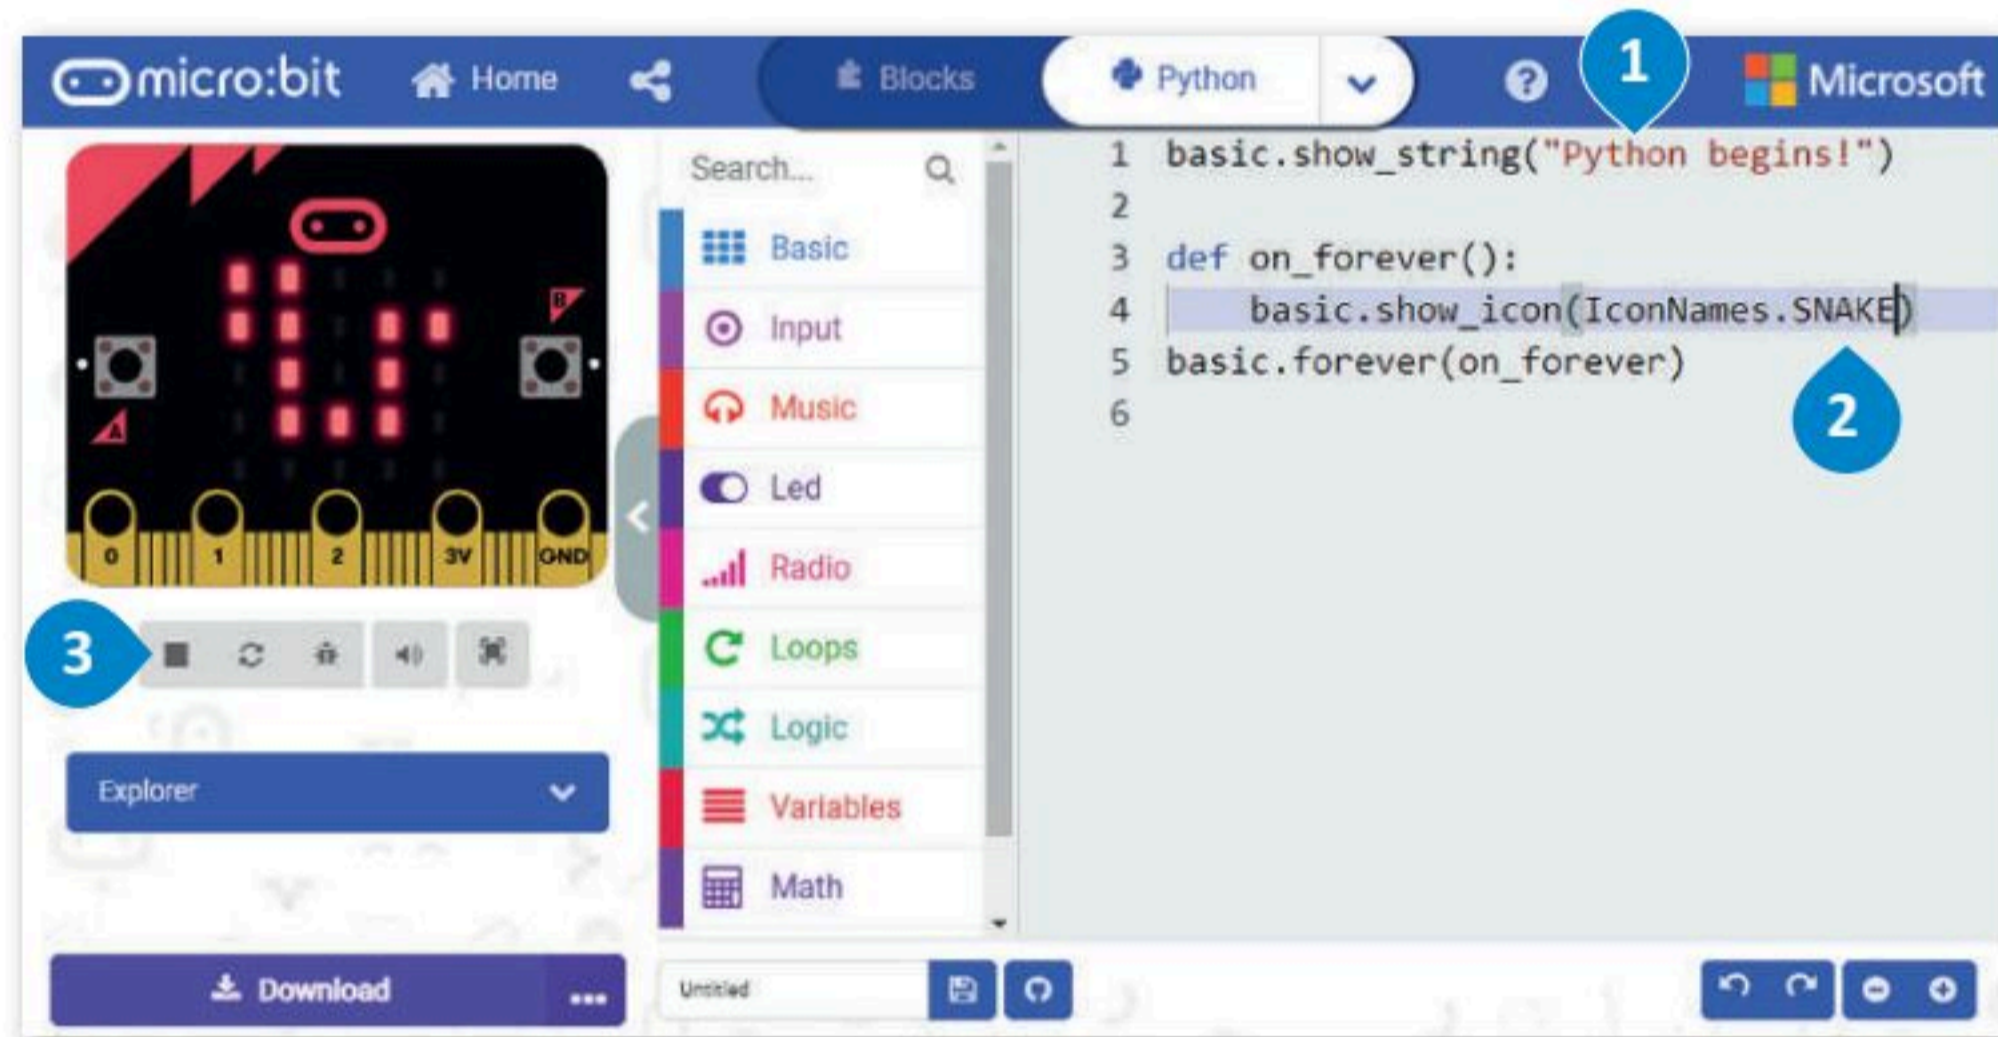 1
micro:bit Home Blocks Python ? Microsoft
Search...
Basic
Input
Music
Led
Radio
Loops
Logic
Variables
Math
1 basic.show_string("Python begins!")
2
3 def on_forever():
4 basic.show_icon(IconNames.SNAKE)
5 basic.forever(on_forever)
6
2
B
A
0 1 2 3V GND
3
Explorer
Download ...
Untitled